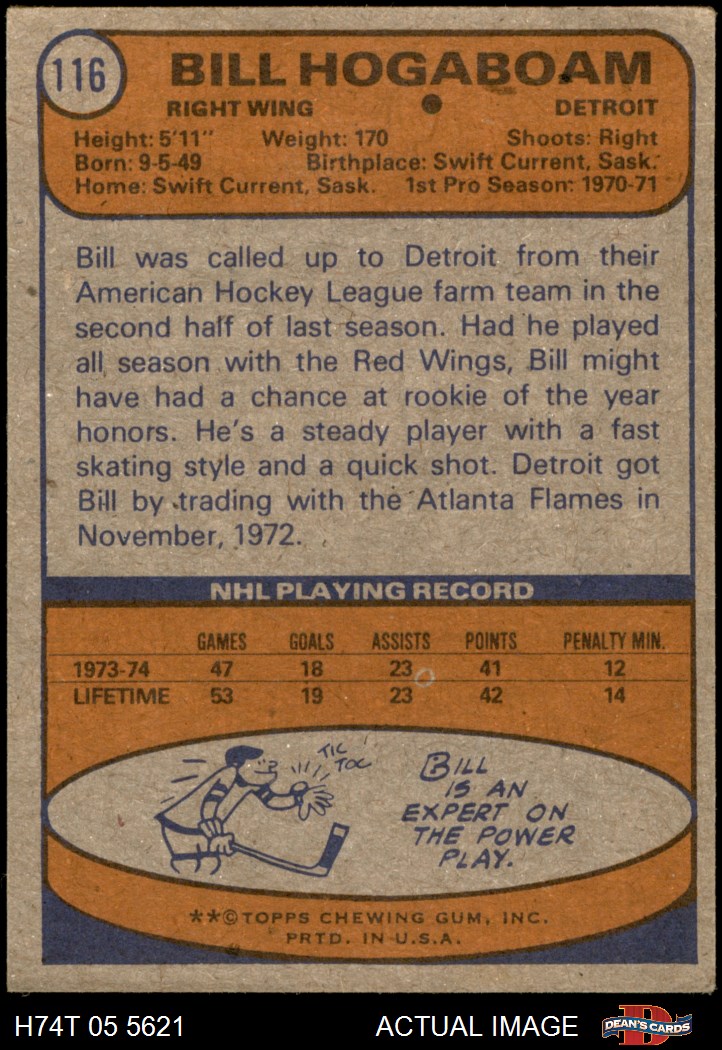 116
BILL HOGABOAM
RIGHT WING DETROIT
Height: 5'11" Weight: 170 Shoots: Right
Born: 9-5-49 Birthplace: Swift Current, Sask.
Home: Swift Current, Sask. 1st Pro Season: 1970-71
Bill was called up to Detroit from their
American Hockey League farm team in the
second half of last season. Had he played
all season with the Red Wings, Bill might
have had a chance at rookie of the year
honors. He's a steady player with a fast
skating style and a quick shot. Detroit got
Bill by trading with the Atlanta Flames in
November, 1972.
NHL PLAYING RECORD
GAMES GOALS ASSISTS POINTS PENALTY MIN.
1973-74 47 18 23 41 12
LIFETIME 53 19 23 42 14
TIC
TOC
BILL
IS AN
EXPERT ON
THE POWER
PLAY.
**©TOPPS CHEWING GUM, INC.
PRTD. IN U.S.A.
H74T 05 5621 ACTUAL IMAGE D DEAN'S CARDS